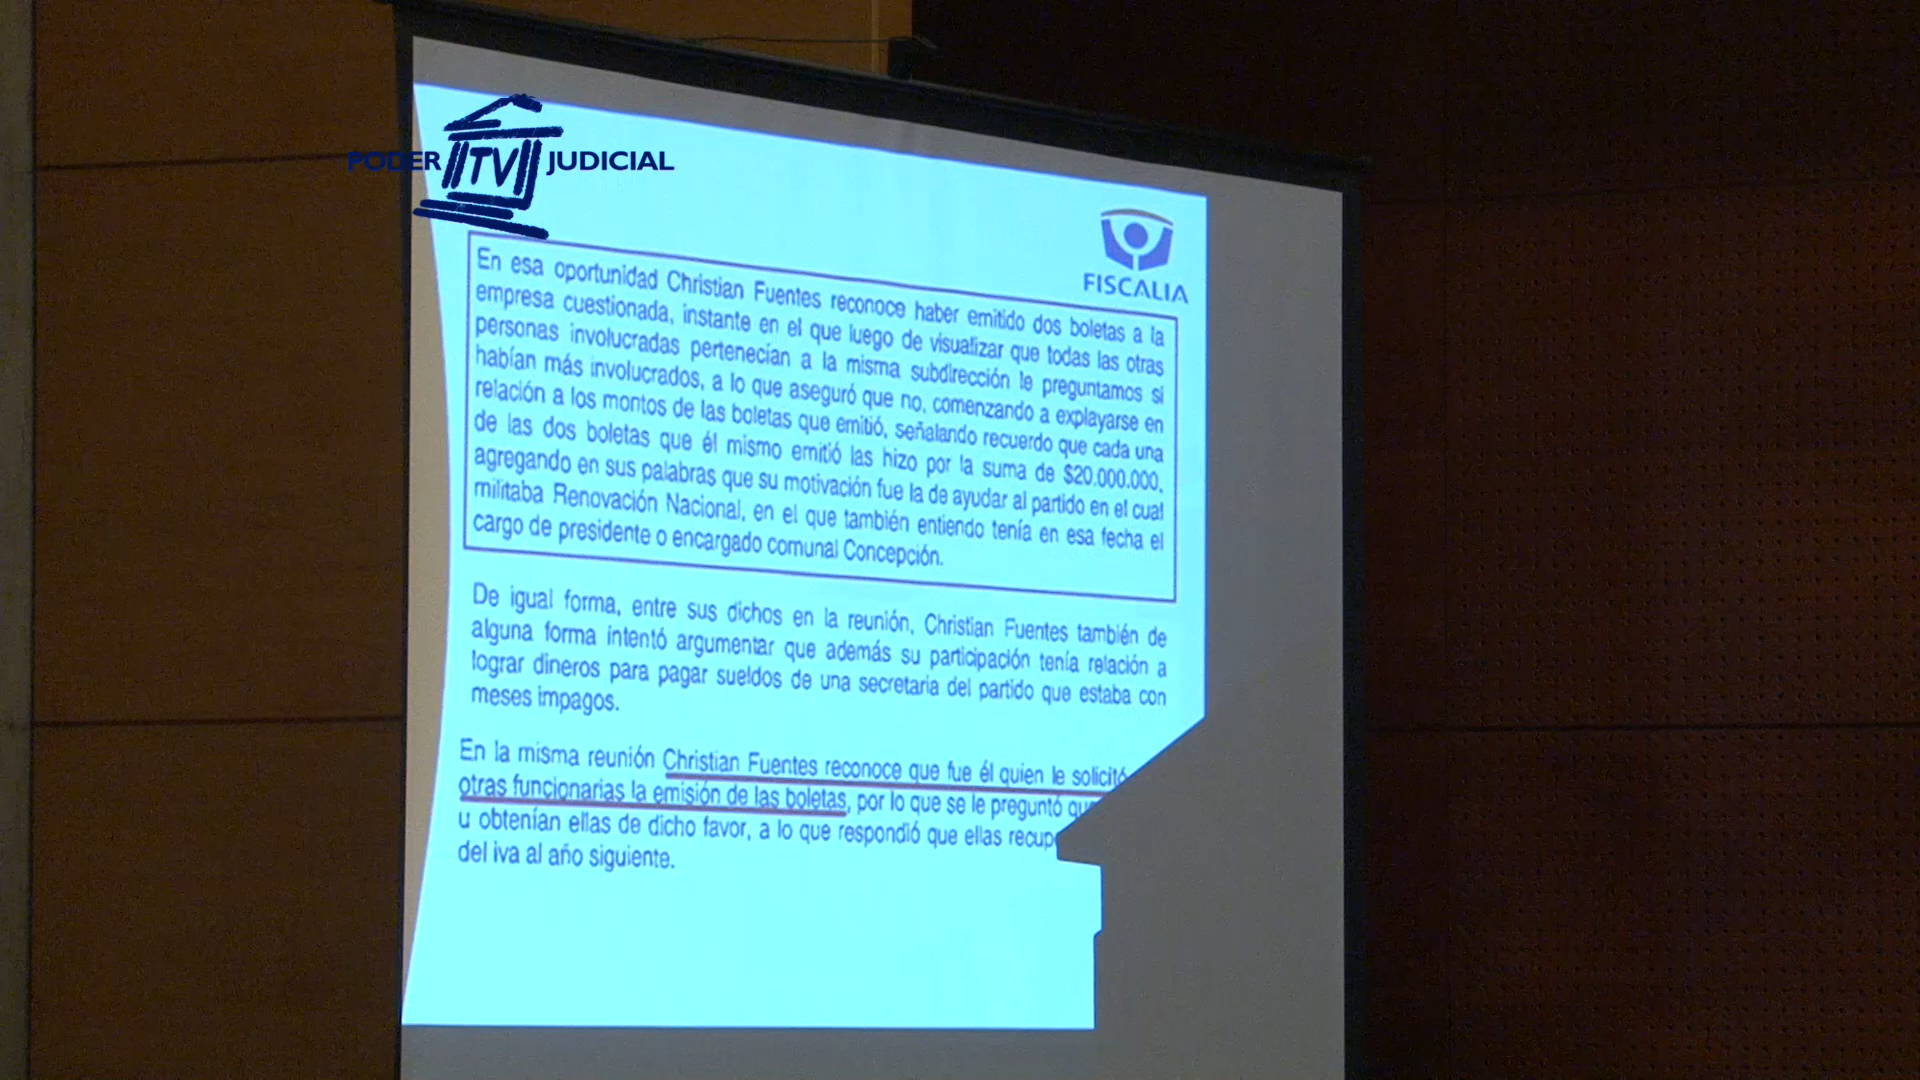 PODER TV JUDICIAL
FISCALIA
En esa oportunidad Christian Fuentes reconoce haber emitido dos boletas a la
empresa cuestionada, instante en el que luego de visualizar que todas las otras
personas involucradas pertenecían a la misma subdirección le preguntamos si
habían más involucrados, a lo que aseguró que no, comenzando a explayarse en
relación a los montos de las boletas que emitió, señalando recuerdo que cada una
de las dos boletas que él mismo emitió las hizo por la suma de $20.000.000,
agregando en sus palabras que su motivación fue la de ayudar al partido en el cual
militaba Renovación Nacional, en el que también entiendo tenía en esa fecha el
cargo de presidente o encargado comunal Concepción.
De igual forma, entre sus dichos en la reunión, Christian Fuentes también de
alguna forma intentó argumentar que además su participación tenía relación a
lograr dineros para pagar sueldos de una secretaria del partido que estaba con
meses impagos.
En la misma reunión Christian Fuentes reconoce que fue él quien le solicitó
otras funcionarias la emisión de las boletas, por lo que se le preguntó
u obtenían ellas de dicho favor, a lo que respondió que ellas
del iva al año siguiente.